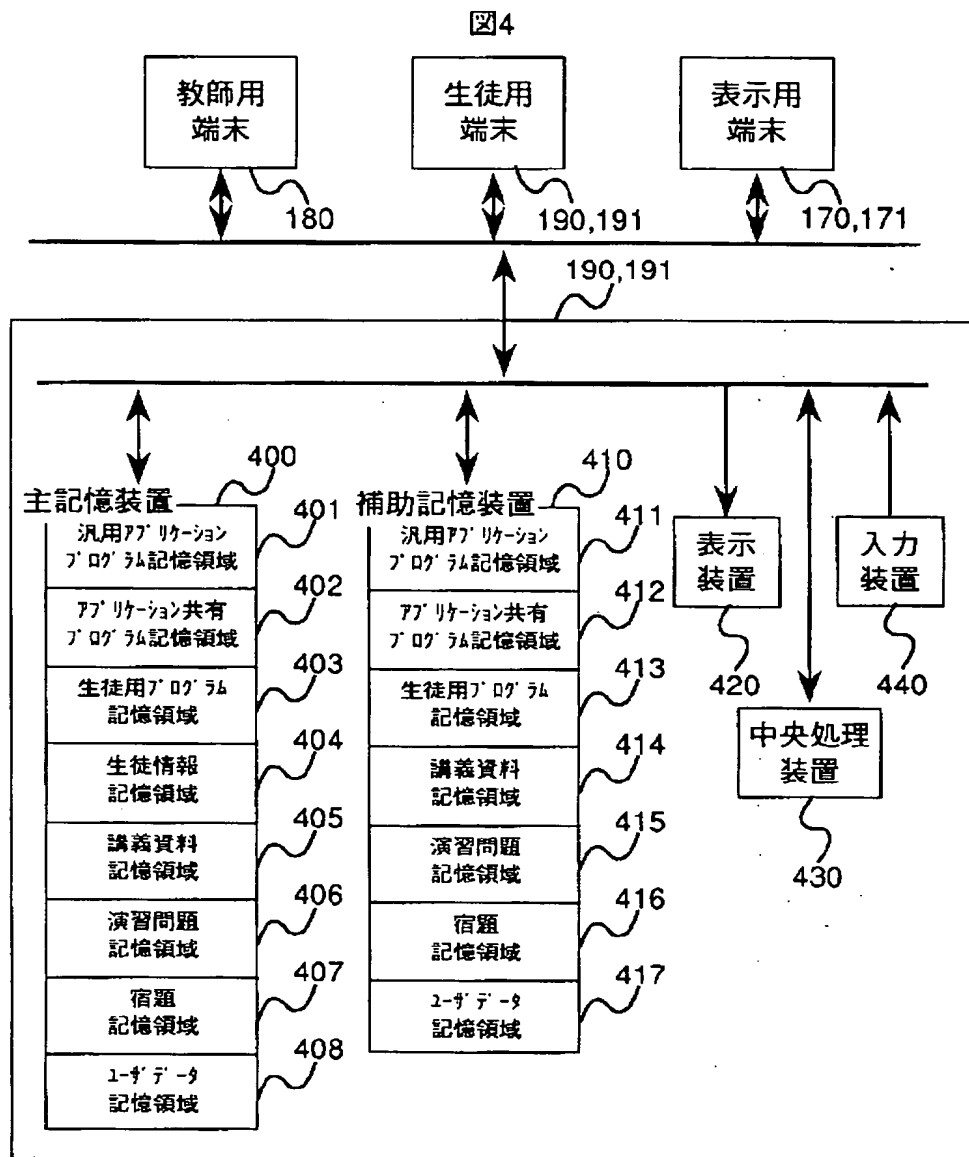 図4
教師用
端末
生徒用
端末
表示用
端末
180
190,191
170,171
190,191
400
主記憶装置
汎用アプリケーション
プログラム記憶領域
401
アプリケーション共有
プログラム記憶領域
402
生徒用プログラム
記憶領域
403
生徒情報
記憶領域
404
講義資料
記憶領域
405
演習問題
記憶領域
406
宿題
記憶領域
407
ユーザデータ
記憶領域
408
410
補助記憶装置
汎用アプリケーション
プログラム記憶領域
411
アプリケーション共有
プログラム記憶領域
412
生徒用プログラム
記憶領域
413
講義資料
記憶領域
414
演習問題
記憶領域
415
宿題
記憶領域
416
ユーザデータ
記憶領域
417
表示
装置
420
入力
装置
440
中央処理
装置
430